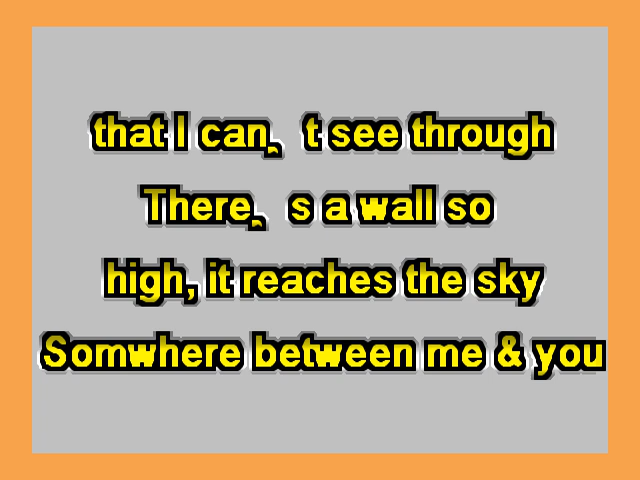 that I can、t see through
There、s a wall so
high, it reaches the sky
Somwhere between me & you